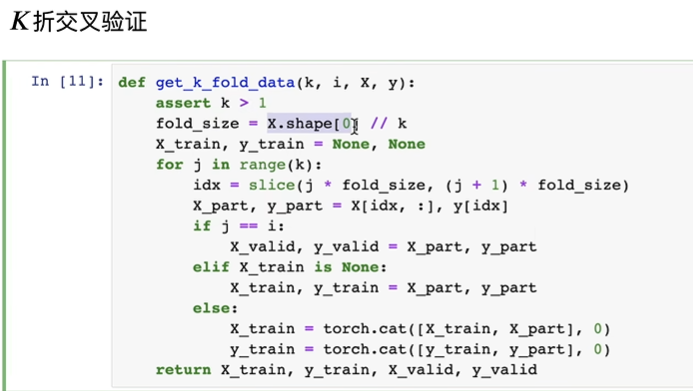 K折交叉验证
In [11]: def get_k_fold_data(k, i, X, y):
    assert k > 1
    fold_size = X.shape[0] // k
    X_train, y_train = None, None
    for j in range(k):
        idx = slice(j * fold_size, (j + 1) * fold_size)
        X_part, y_part = X[idx, :], y[idx]
        if j == i:
            X_valid, y_valid = X_part, y_part
        elif X_train is None:
            X_train, y_train = X_part, y_part
        else:
            X_train = torch.cat([X_train, X_part], 0)
            y_train = torch.cat([y_train, y_part], 0)
    return X_train, y_train, X_valid, y_valid